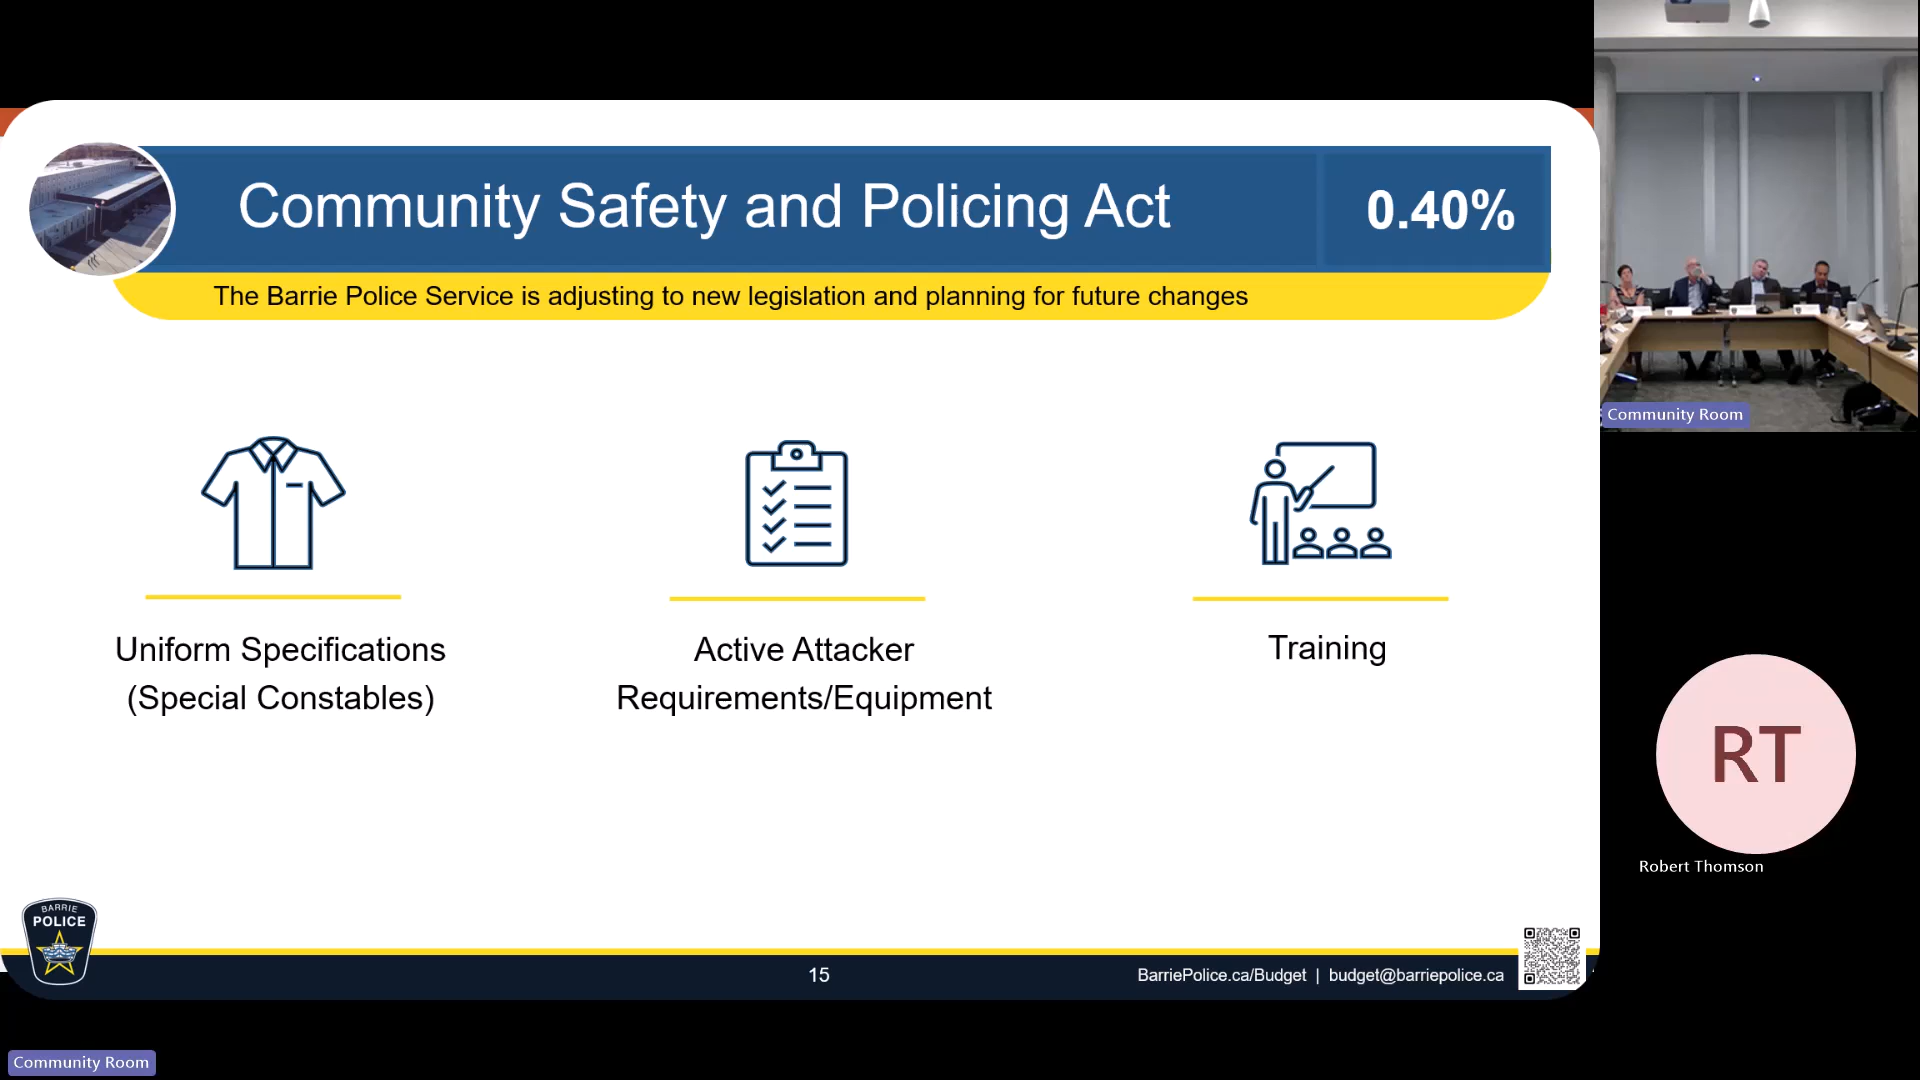 Community Safety and Policing Act
0.40%
The Barrie Police Service is adjusting to new legislation and planning for future changes
Uniform Specifications
(Special Constables)
Active Attacker
Requirements/Equipment
Training
BARRIE
POLICE
15
BarriePolice.ca/Budget | budget@barriepolice.ca
Community Room
RT
Robert Thomson
Community Room